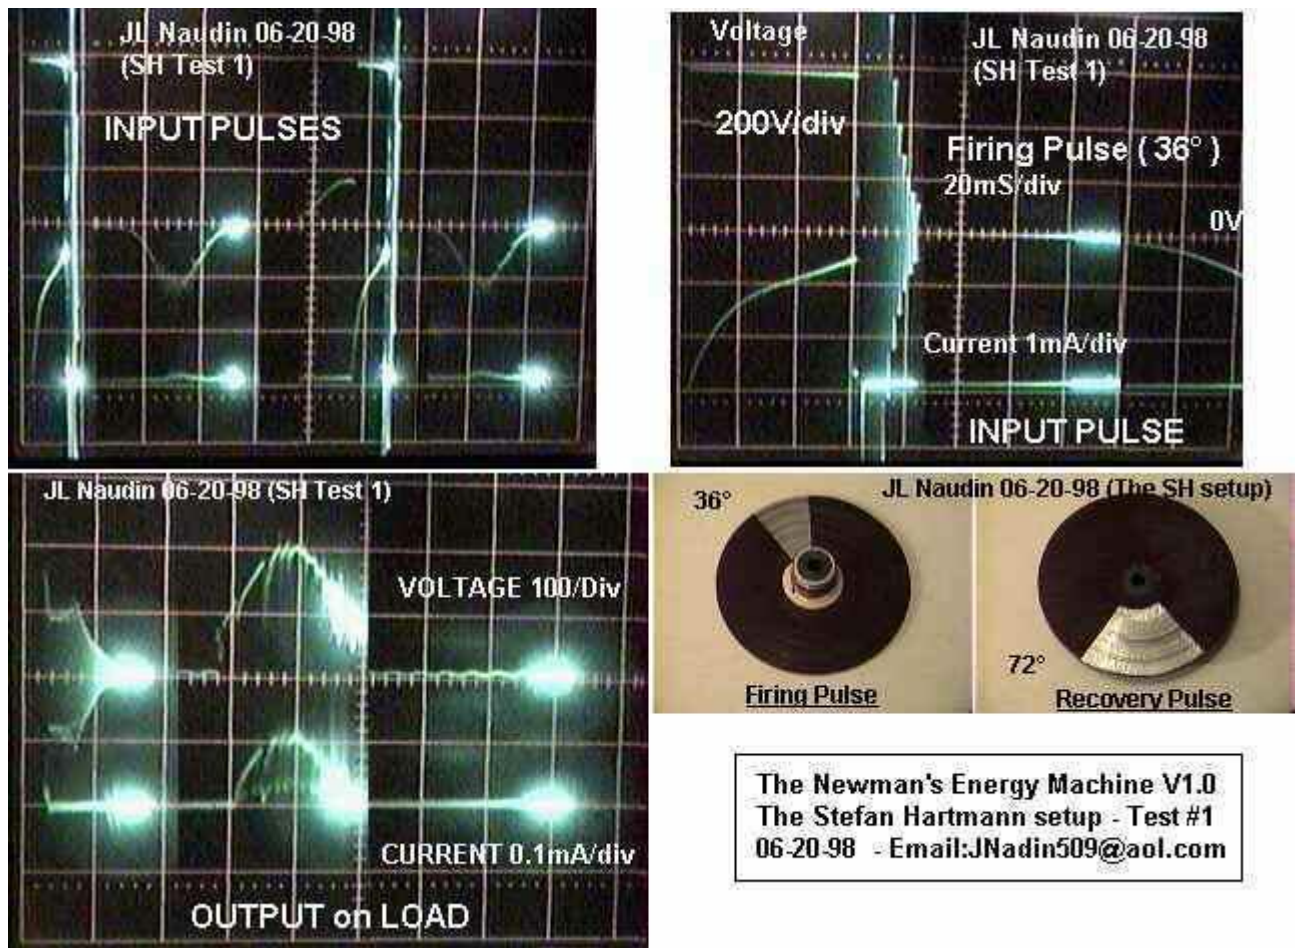 JL Naudin 06-20-98
(SH Test 1)
INPUT PULSES
Voltage
JL Naudin 06-20-98
(SH Test 1)
200V/div
Firing Pulse ( 36° )
20mS/div
0V
Current 1mA/div
INPUT PULSE
JL Naudin 06-20-98 (SH Test 1)
VOLTAGE 100/Div
CURRENT 0.1mA/div
OUTPUT on LOAD
JL Naudin 06-20-98 (The SH setup)
36°
72°
Firing Pulse
Recovery Pulse
The Newman's Energy Machine V1.0
The Stefan Hartmann setup - Test #1
06-20-98 - Email:JNadin509@aol.com